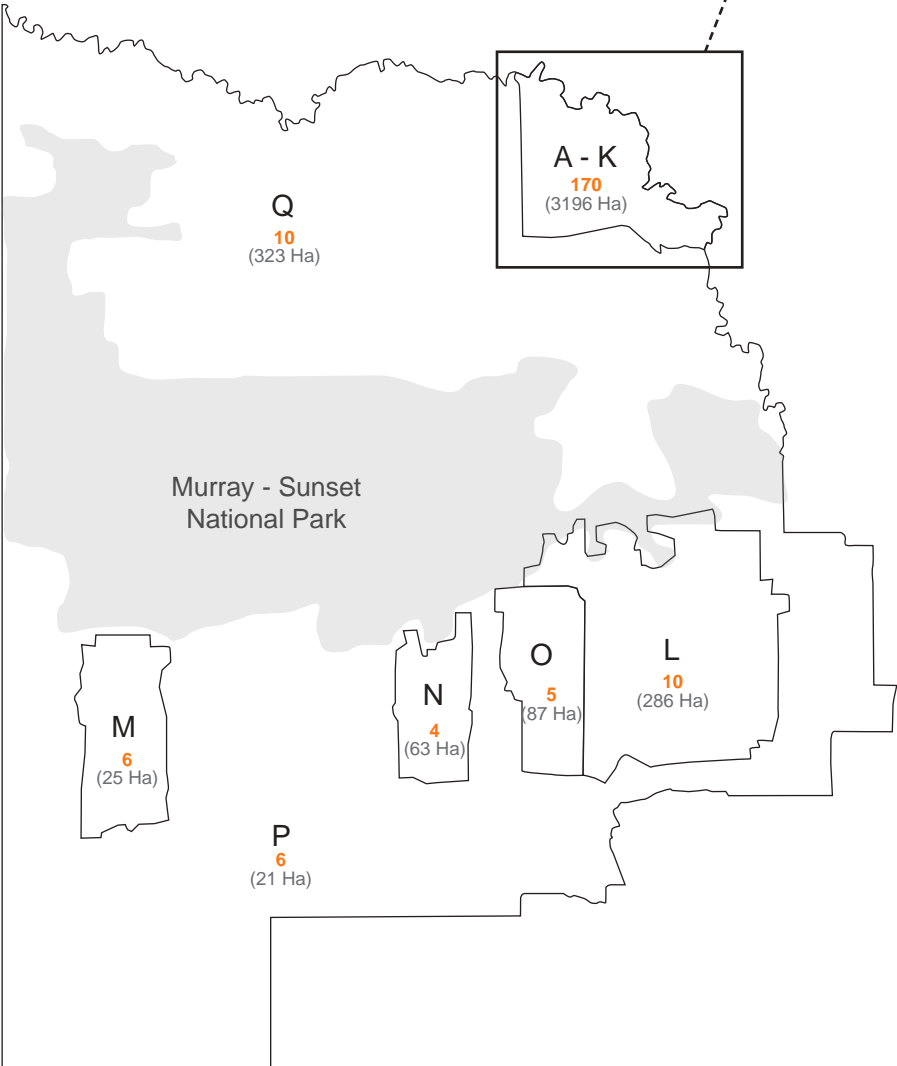 A - K
170
(3196 Ha)
Q
10
(323 Ha)
Murray - Sunset
National Park
M
6
(25 Ha)
N
4
(63 Ha)
O
5
(87 Ha)
L
10
(286 Ha)
P
6
(21 Ha)